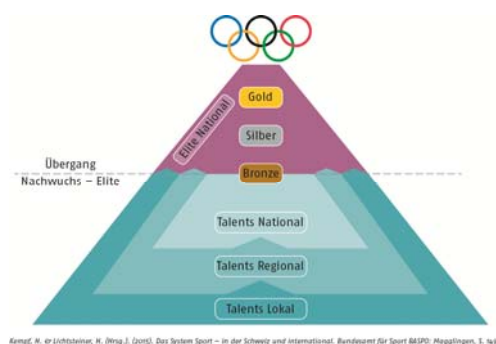 Gold
Elite National
Silber
Übergang
Bronze
Nachwuchs – Elite
Talents National
Talents Regional
Talents Lokal
Kempf, H. & Lichtsteiner, H. (Hrsg.). (2015). Das System Sport – in der Schweiz und international. Bundesamt für Sport BASPO: Magglingen. S.